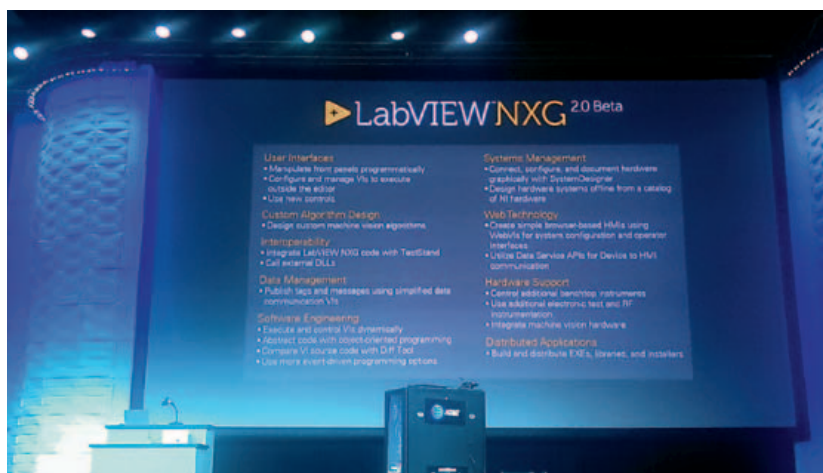 LabVIEW NXG 2.0 Beta
User Interfaces
• Manipulate front panels programmatically
• Configure and manage VIs to execute
outside the editor
• Use new controls
Custom Algorithm Design
• Design custom machine vision algorithms
Interoperability
• Integrate LabVIEW NXG code with TestStand
• Call external DLLs
Data Management
• Publish tags and messages using simplified data
communication VIs
Software Engineering
• Execute and control VIs dynamically
• Abstract code with object-oriented programming
• Compare VI source code with Diff Tool
• Use more event-driven programming options
Systems Management
• Connect, configure, and document hardware
graphically with SystemDesigner
• Design hardware systems offline from a catalog
of NI hardware
Web Technology
• Create simple browser-based HMIs using
WebVIs for system configuration and operator
interfaces
• Utilize Data Service APIs for Device to HMI
communication
Hardware Support
• Control additional benchtop instruments
• Use additional electronic test and RF
instrumentation
• Integrate machine vision hardware
Distributed Applications
• Build and distribute EXEs, libraries, and installers
AT&T